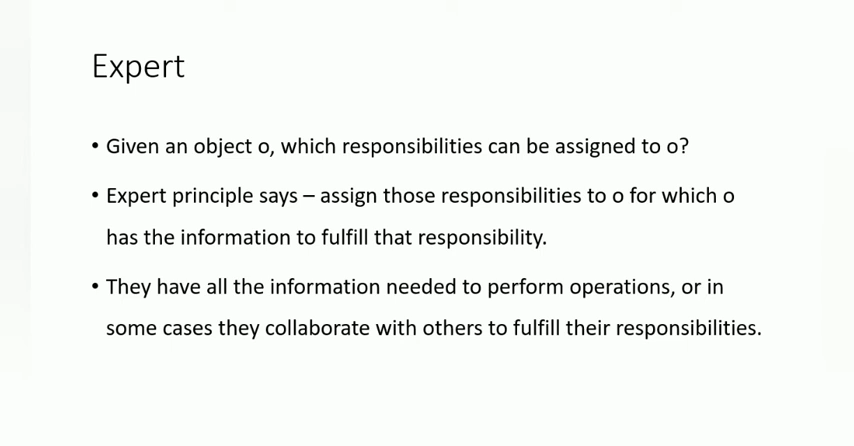 Expert
• Given an object o, which responsibilities can be assigned to o?
• Expert principle says – assign those responsibilities to o for which o
has the information to fulfill that responsibility.
• They have all the information needed to perform operations, or in
some cases they collaborate with others to fulfill their responsibilities.